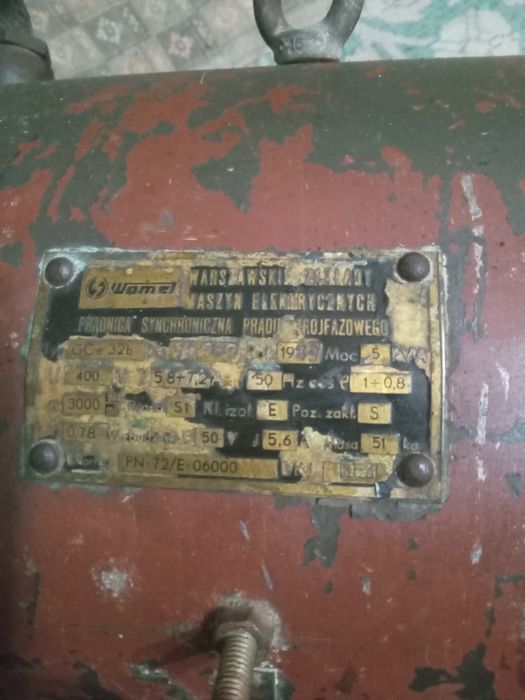 Womel
WARSZAWSKIE ZAKŁADY
MASZYN ELEKTRYCZNYCH
PRĄDNICA SYNCHRONICZNA PRĄDU TRÓJFAZOWEGO
GCe 32b Moc 5 kVA
400 V 5,8÷7,2 A 50 Hz cos φ 1÷0,8
3000 S1 Kl. izol. E Poz. zakł. S
0,78 50 V 5,6 A Masa 51 kg
PN-72/E-06000